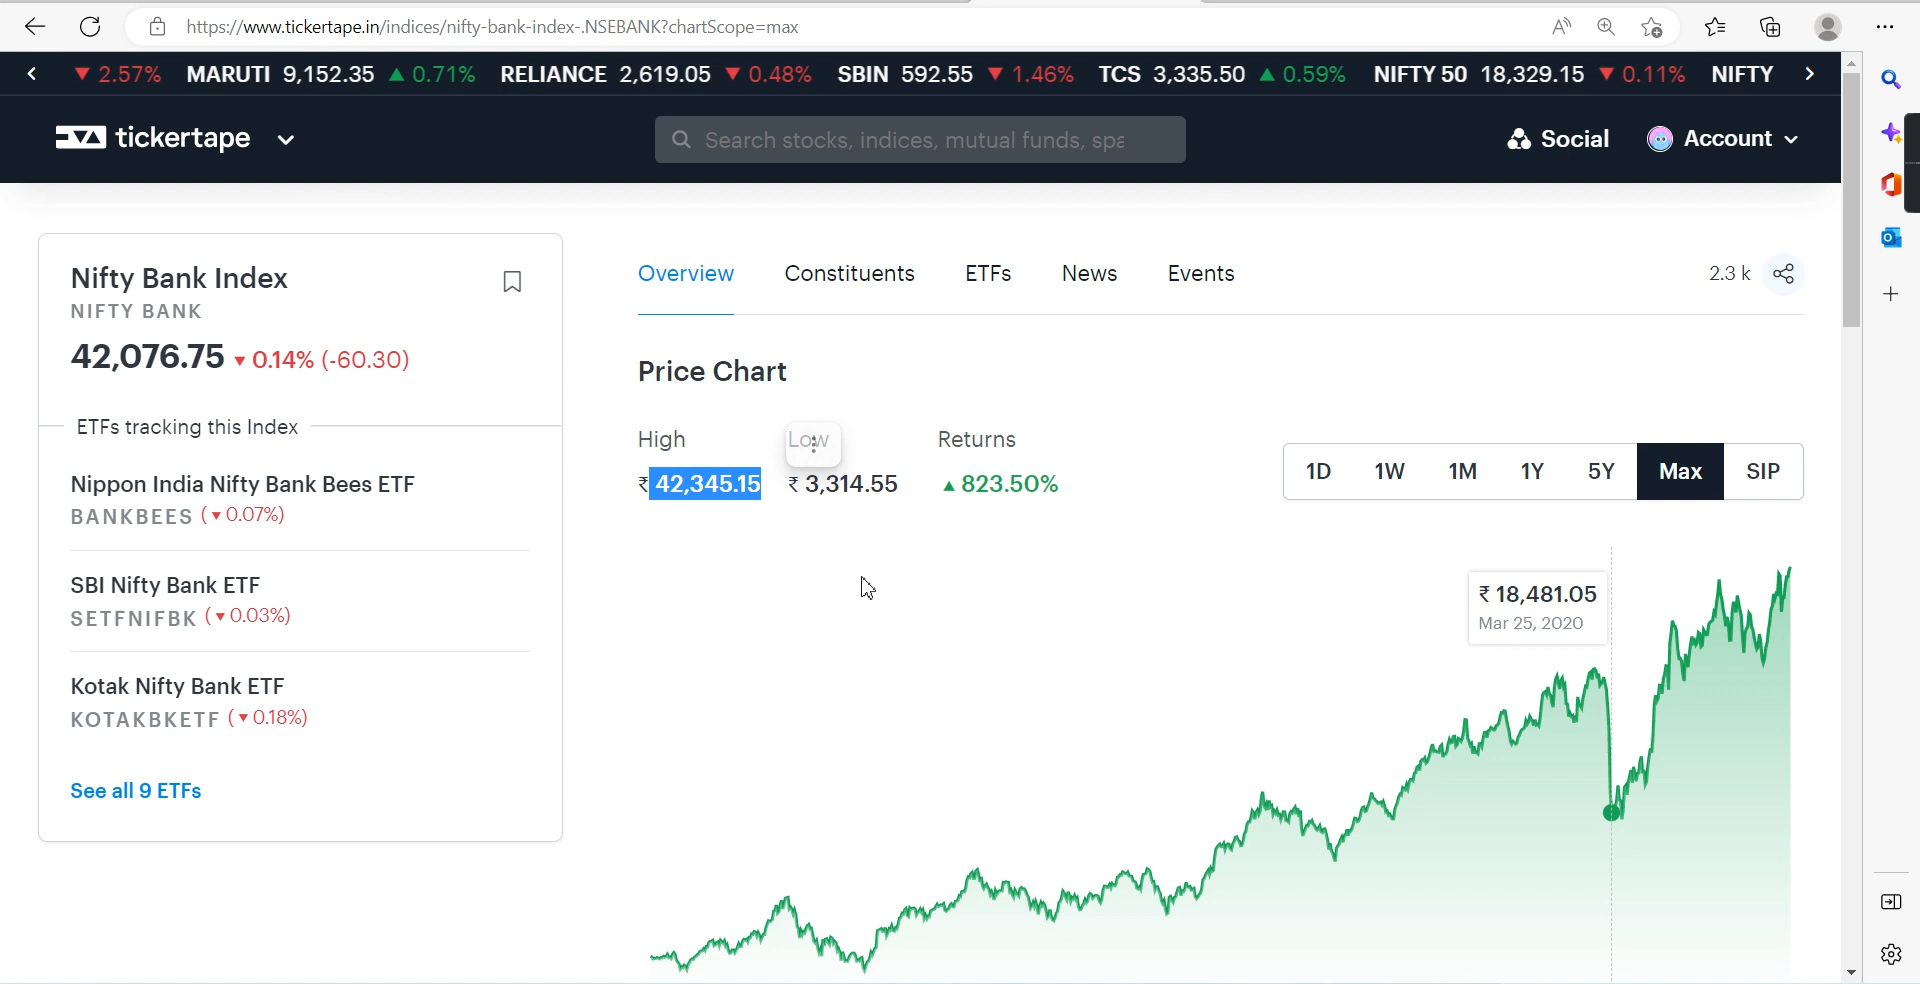 https://www.tickertape.in/indices/nifty-bank-index-.NSEBANK?chartScope=max
▼ 2.57% MARUTI 9,152.35 ▲ 0.71% RELIANCE 2,619.05 ▼ 0.48% SBIN 592.55 ▼ 1.46% TCS 3,335.50 ▲ 0.59% NIFTY 50 18,329.15 ▼ 0.11% NIFTY
tickertape
Search stocks, indices, mutual funds, spa
Social
Account
Nifty Bank Index
NIFTY BANK
42,076.75 ▼ 0.14% (-60.30)
ETFs tracking this Index
Nippon India Nifty Bank Bees ETF
BANKBEES (▼0.07%)
SBI Nifty Bank ETF
SETFNIFBK (▼0.03%)
Kotak Nifty Bank ETF
KOTAKBKETF (▼0.18%)
See all 9 ETFs
Overview Constituents ETFs News Events
2.3 k
Price Chart
High Low Returns
₹ 42,345.15 ₹ 3,314.55 ▲ 823.50%
1D 1W 1M 1Y 5Y Max SIP
₹ 18,481.05
Mar 25, 2020